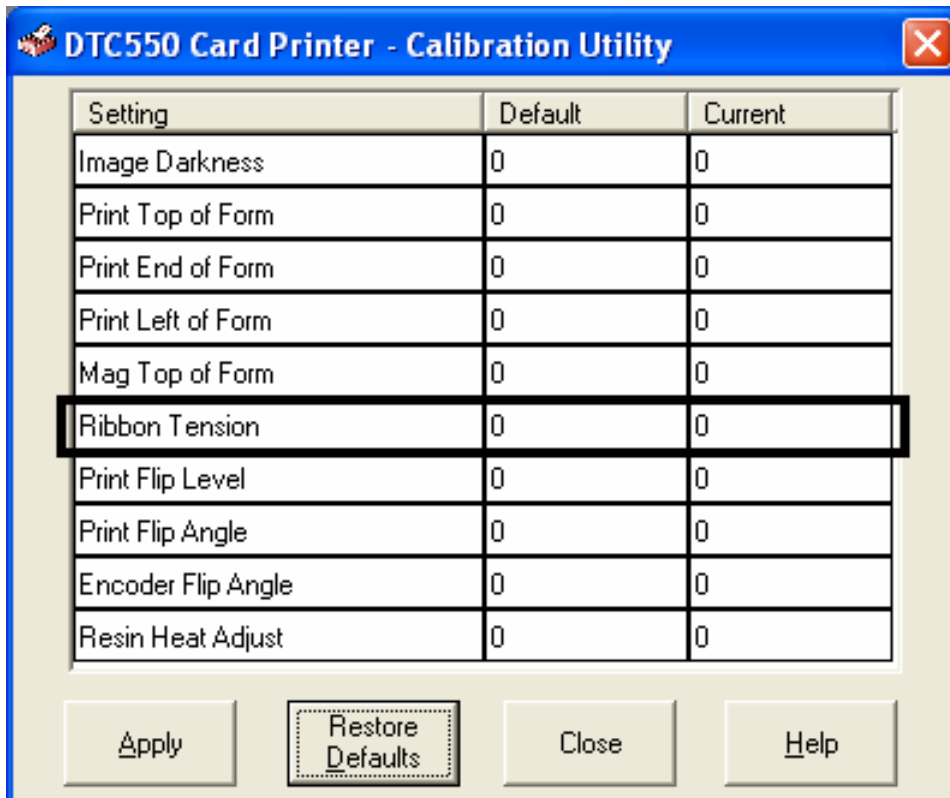 DTC550 Card Printer - Calibration Utility
Setting Default Current
Image Darkness 0 0
Print Top of Form 0 0
Print End of Form 0 0
Print Left of Form 0 0
Mag Top of Form 0 0
Ribbon Tension 0 0
Print Flip Level 0 0
Print Flip Angle 0 0
Encoder Flip Angle 0 0
Resin Heat Adjust 0 0
Apply Restore Defaults Close Help